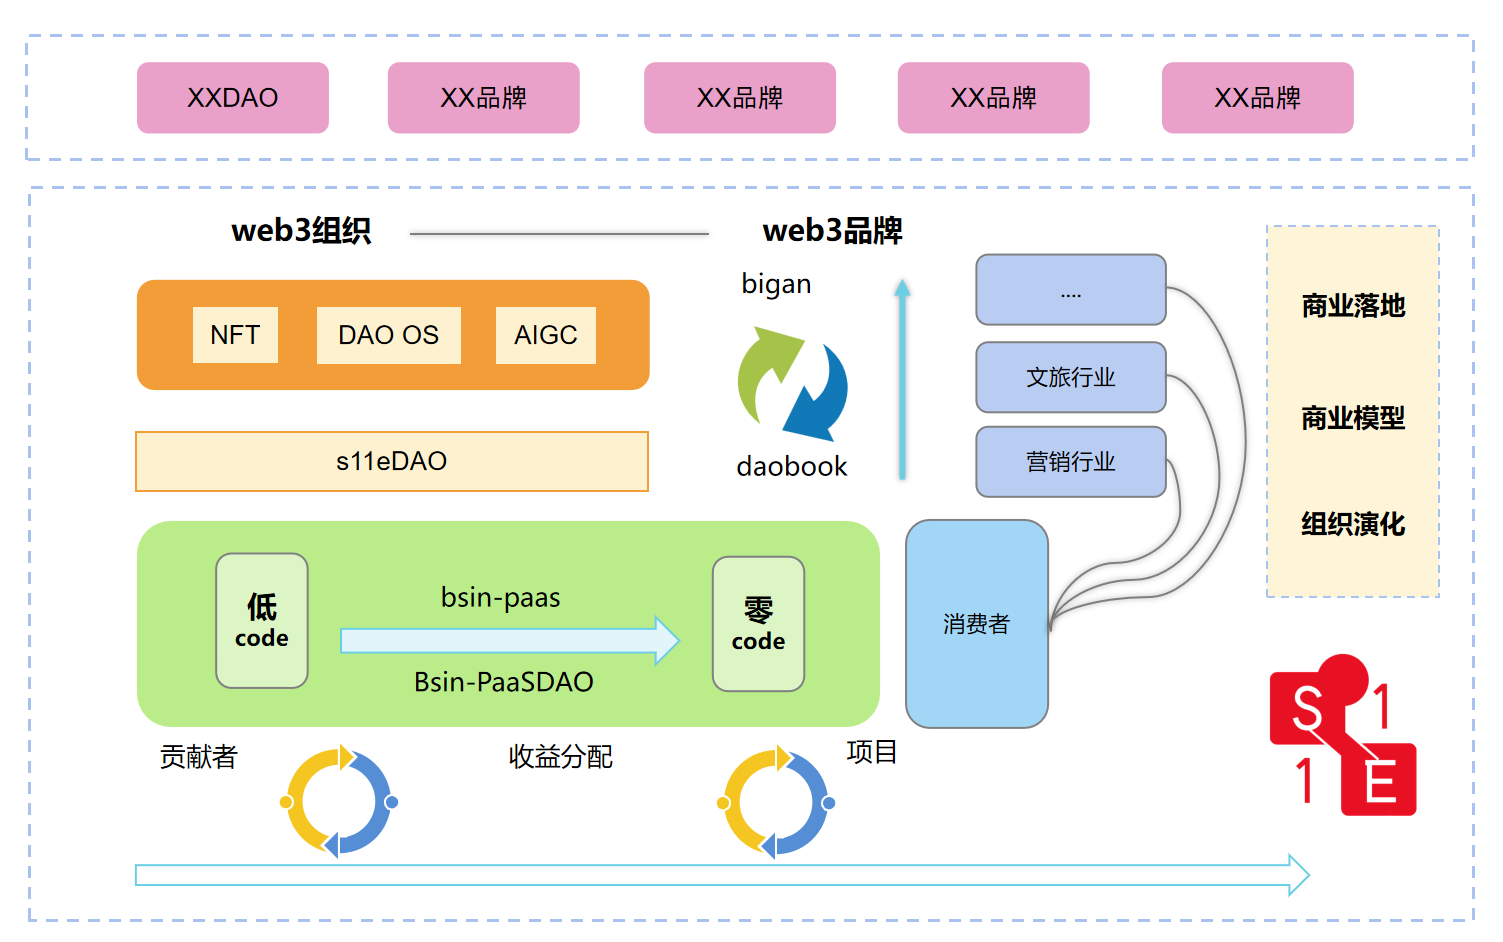 XXDAO
XX品牌
XX品牌
XX品牌
XX品牌
web3组织
web3品牌
NFT
DAO OS
AIGC
s11eDAO
bigan
daobook
....
文旅行业
营销行业
消费者
商业落地
商业模型
组织演化
低
code
bsin-paas
Bsin-PaaSDAO
零
code
贡献者
收益分配
项目
S 1
1 E